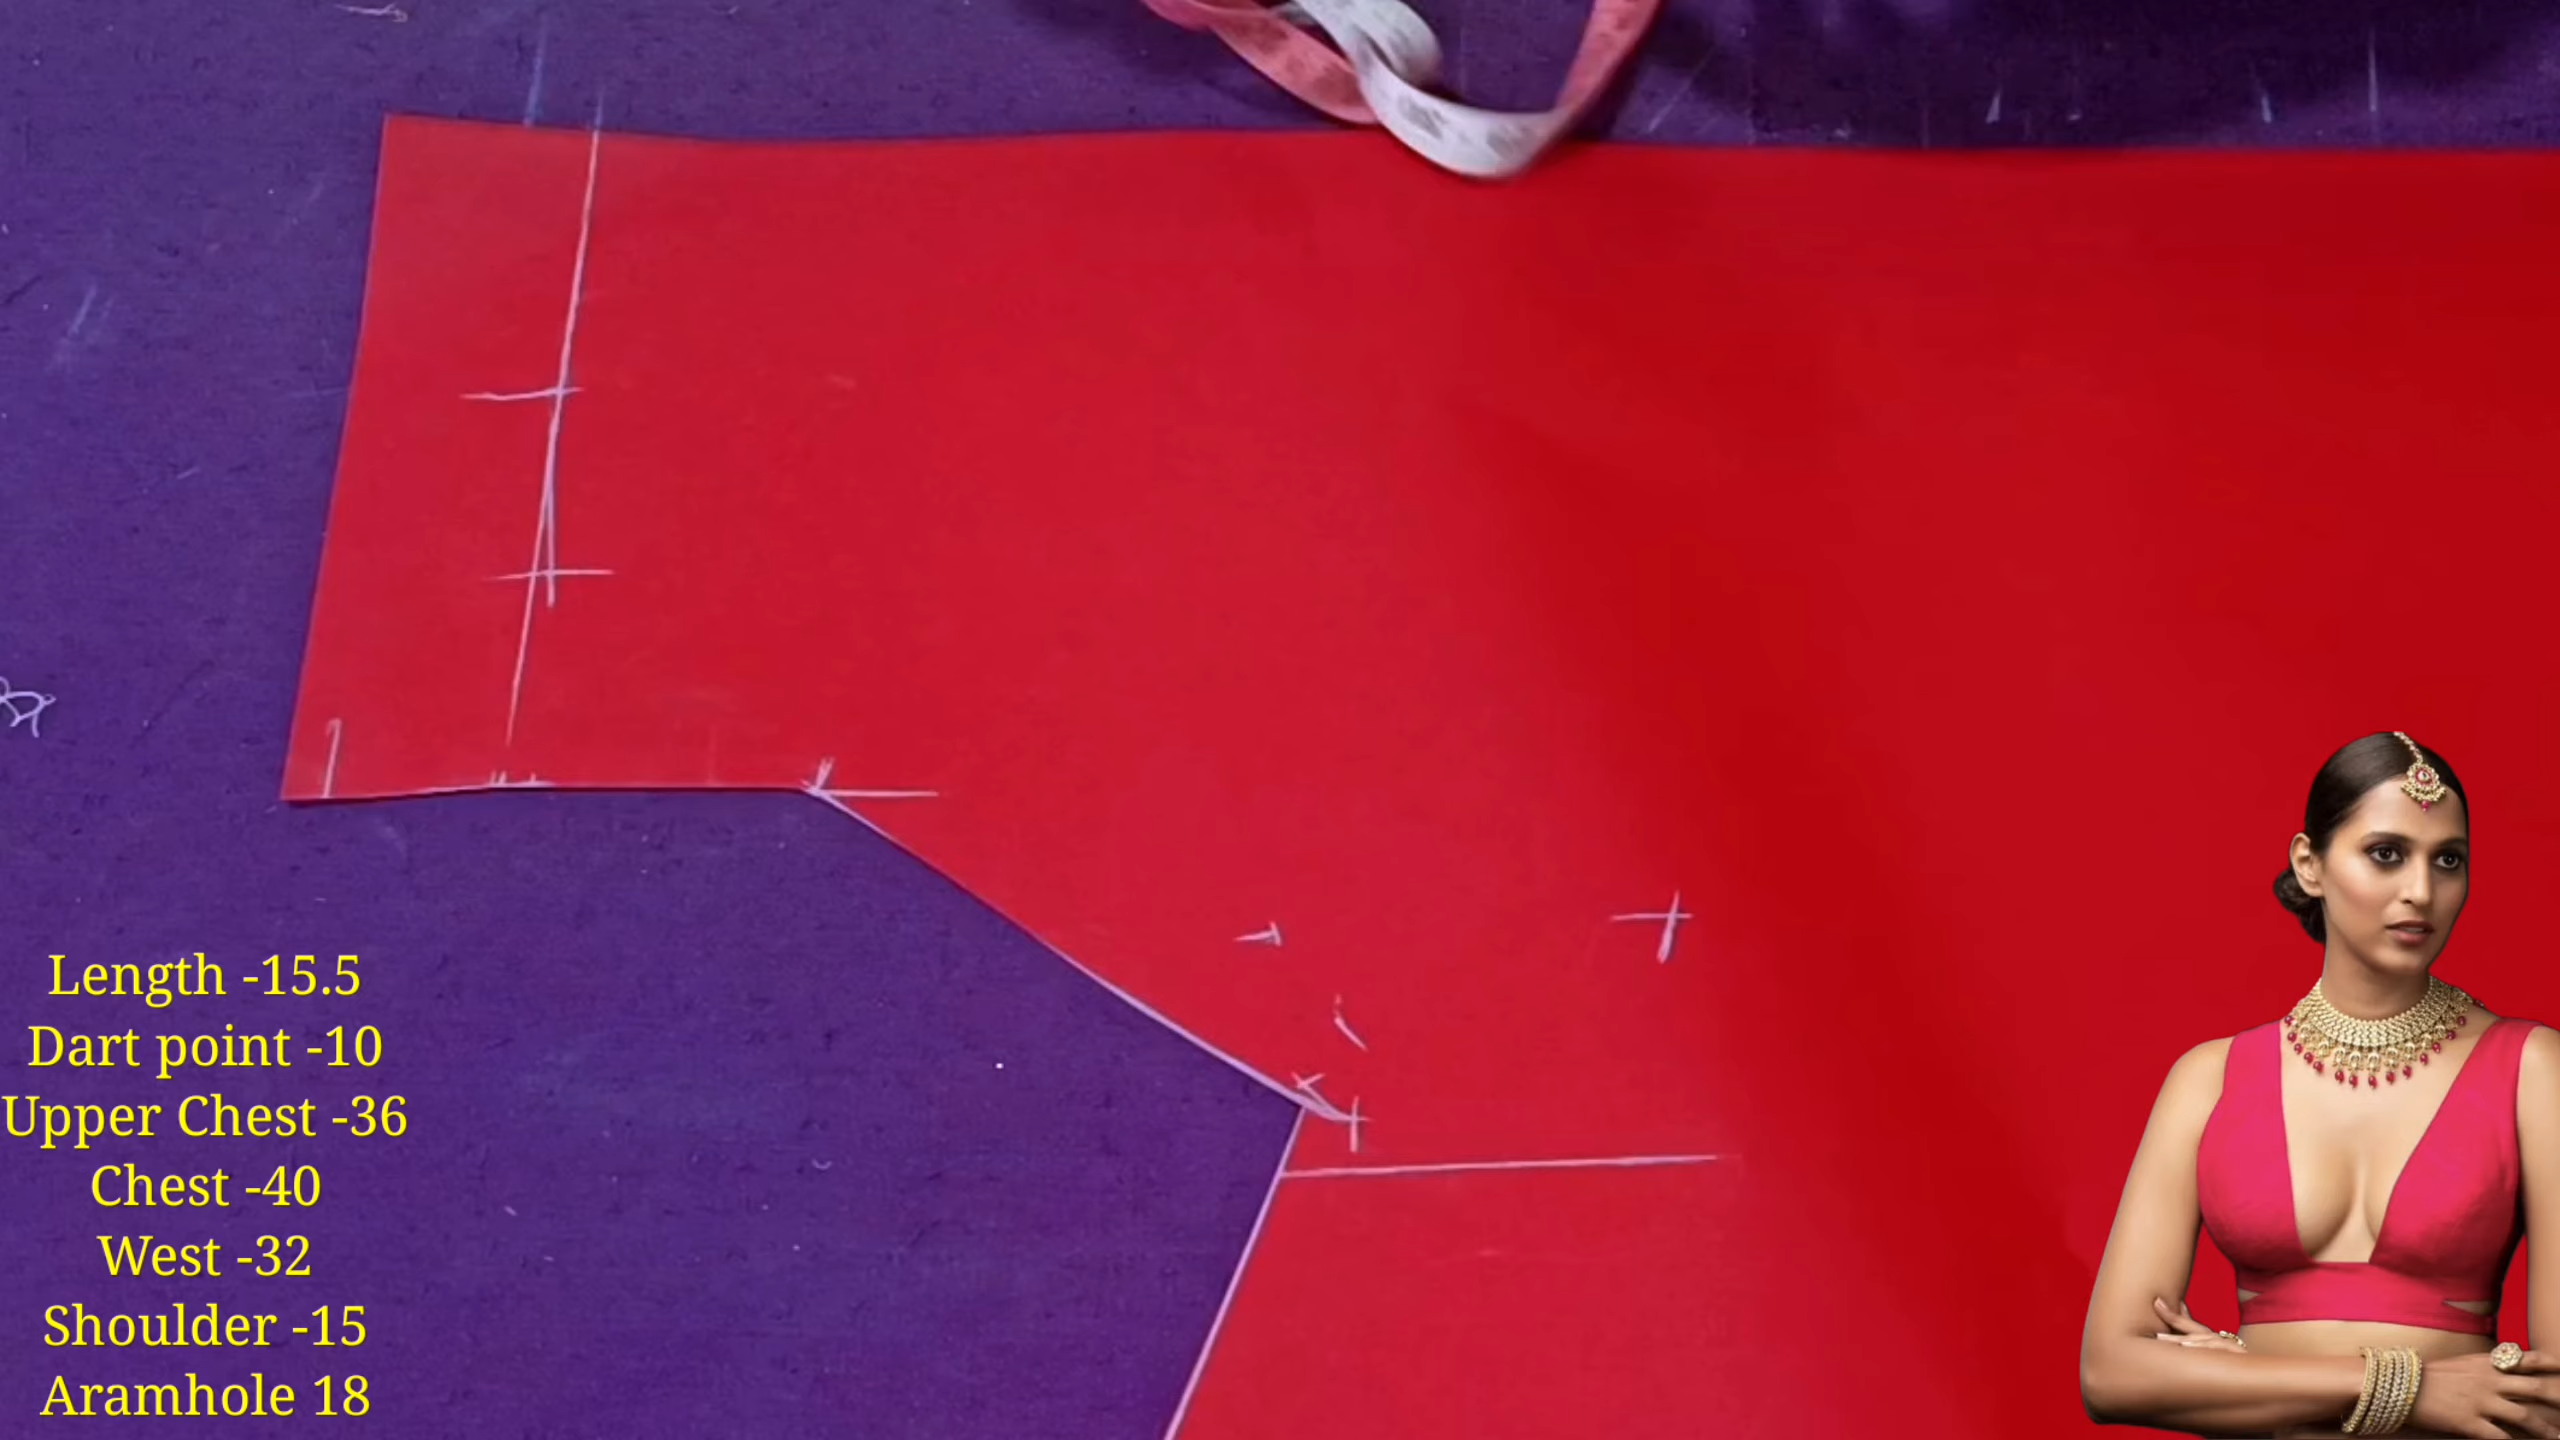 Length -15.5
Dart point -10
Upper Chest -36
Chest -40
West -32
Shoulder -15
Aramhole 18